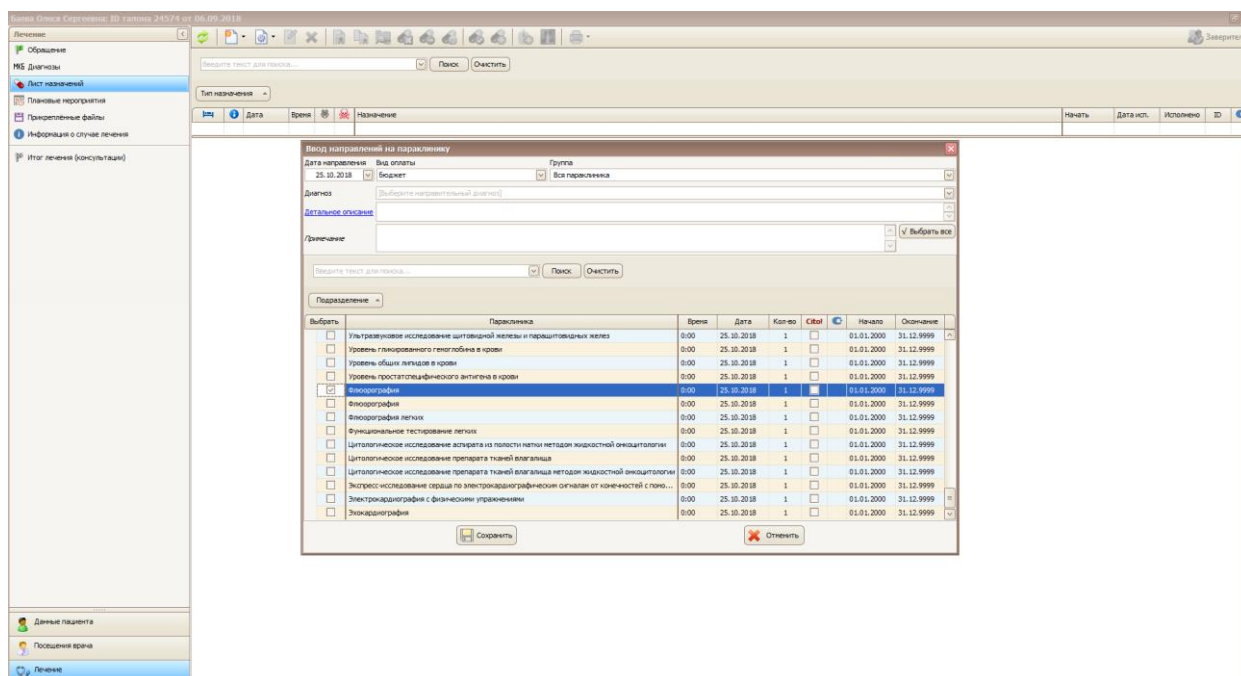 Баева Олеся Сергеевна: ID талона 24574 от 06.09.2018
Лечение
Обращение
МКБ Диагнозы
Лист назначений
Плановые мероприятия
Прикреплённые файлы
Информация о случае лечения
Итог лечения (консультации)
Введите текст для поиска... Поиск Очистить
Тип назначения
Дата Время Назначение Начать Дата исп. Исполнено ID
Ввод направлений на параклинику
Дата направления Вид оплаты Группа
25.10.2018 Бюджет Вся параклиника
Диагноз [Выберите направительный диагноз]
Детальное описание
Примечание √ Выбрать все
Введите текст для поиска... Поиск Очистить
Подразделение
Выбрать Параклиника Время Дата Кол-во Cito! Начало Окончание
Ультразвуковое исследование щитовидной железы и паращитовидных желез 0:00 25.10.2018 1 01.01.2000 31.12.9999
Уровень гликированного гемоглобина в крови 0:00 25.10.2018 1 01.01.2000 31.12.9999
Уровень общих липидов в крови 0:00 25.10.2018 1 01.01.2000 31.12.9999
Уровень простатспецифического антигена в крови 0:00 25.10.2018 1 01.01.2000 31.12.9999
Флюорография 0:00 25.10.2018 1 01.01.2000 31.12.9999
Флюорография 0:00 25.10.2018 1 01.01.2000 31.12.9999
Флюорография легких 0:00 25.10.2018 1 01.01.2000 31.12.9999
Функциональное тестирование легких 0:00 25.10.2018 1 01.01.2000 31.12.9999
Цитологическое исследование аспирата из полости матки методом жидкостной онкоцитологии 0:00 25.10.2018 1 01.01.2000 31.12.9999
Цитологическое исследование препарата тканей влагалища 0:00 25.10.2018 1 01.01.2000 31.12.9999
Цитологическое исследование препарата тканей влагалища методом жидкостной онкоцитологии 0:00 25.10.2018 1 01.01.2000 31.12.9999
Экспресс-исследование сердца по электрокардиографическим сигналам от конечностей с помо... 0:00 25.10.2018 1 01.01.2000 31.12.9999
Электрокардиография с физическими упражнениями 0:00 25.10.2018 1 01.01.2000 31.12.9999
Эхокардиография 0:00 25.10.2018 1 01.01.2000 31.12.9999
Сохранить Отменить
Данные пациента
Посещения врача
Лечение